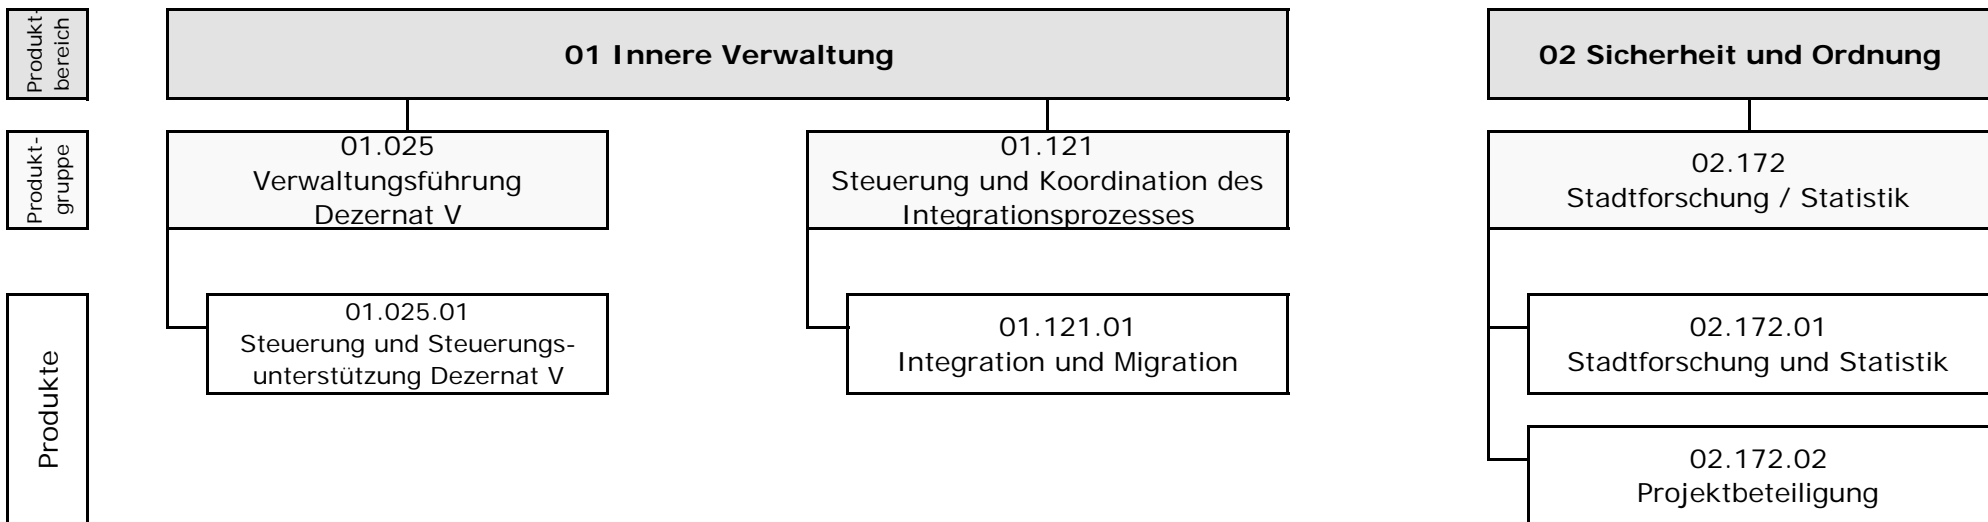 Produkt-
bereich
01 Innere Verwaltung
02 Sicherheit und Ordnung
Produkt-
gruppe
01.025
Verwaltungsführung
Dezernat V
01.121
Steuerung und Koordination des
Integrationsprozesses
02.172
Stadtforschung / Statistik
Produkte
01.025.01
Steuerung und Steuerungs-
unterstützung Dezernat V
01.121.01
Integration und Migration
02.172.01
Stadtforschung und Statistik
02.172.02
Projektbeteiligung